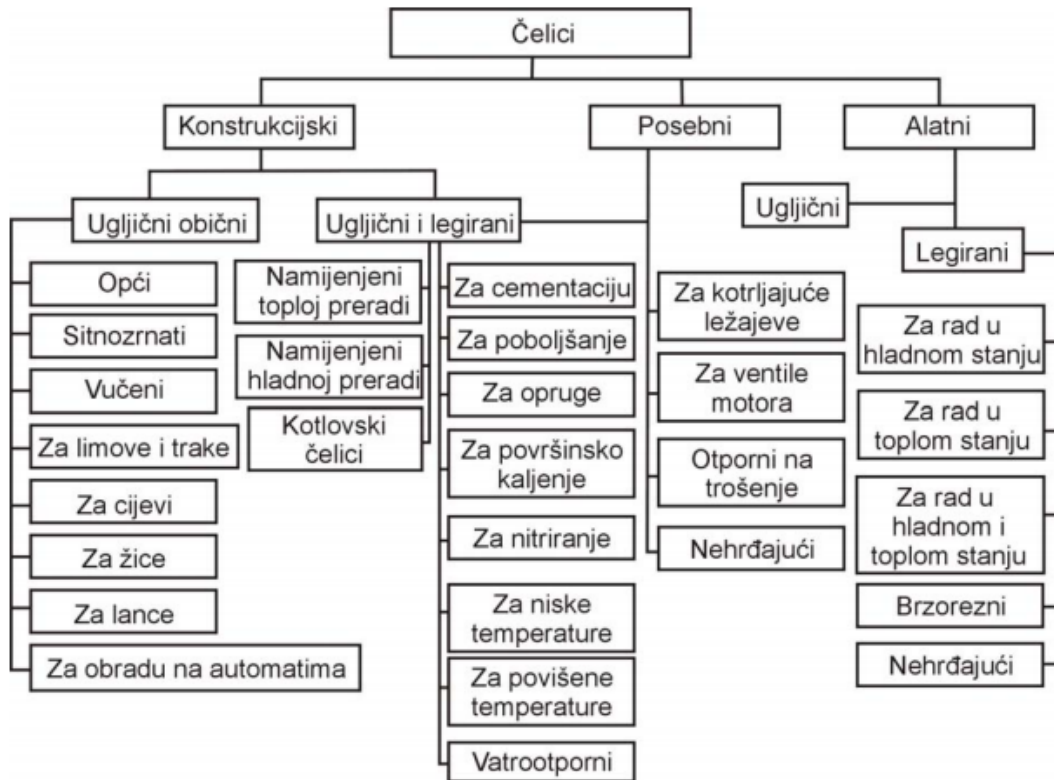 Čelici
Konstrukcijski
Posebni
Alatni
Ugljični obični
Ugljični i legirani
Ugljični
Legirani
Opći
Sitnozrnati
Vučeni
Za limove i trake
Za cijevi
Za žice
Za lance
Za obradu na automatima
Namijenjeni
toploj preradi
Namijenjeni
hladnoj preradi
Kotlovski
čelici
Za cementaciju
Za poboljšanje
Za opruge
Za površinsko
kaljenje
Za nitriranje
Za niske
temperature
Za povišene
temperature
Vatrootporni
Za kotrljajuće
ležajeve
Za ventile
motora
Otporni na
trošenje
Nehrđajući
Za rad u
hladnom stanju
Za rad u
toplom stanju
Za rad u
hladnom i
toplom stanju
Brzorezni
Nehrđajući